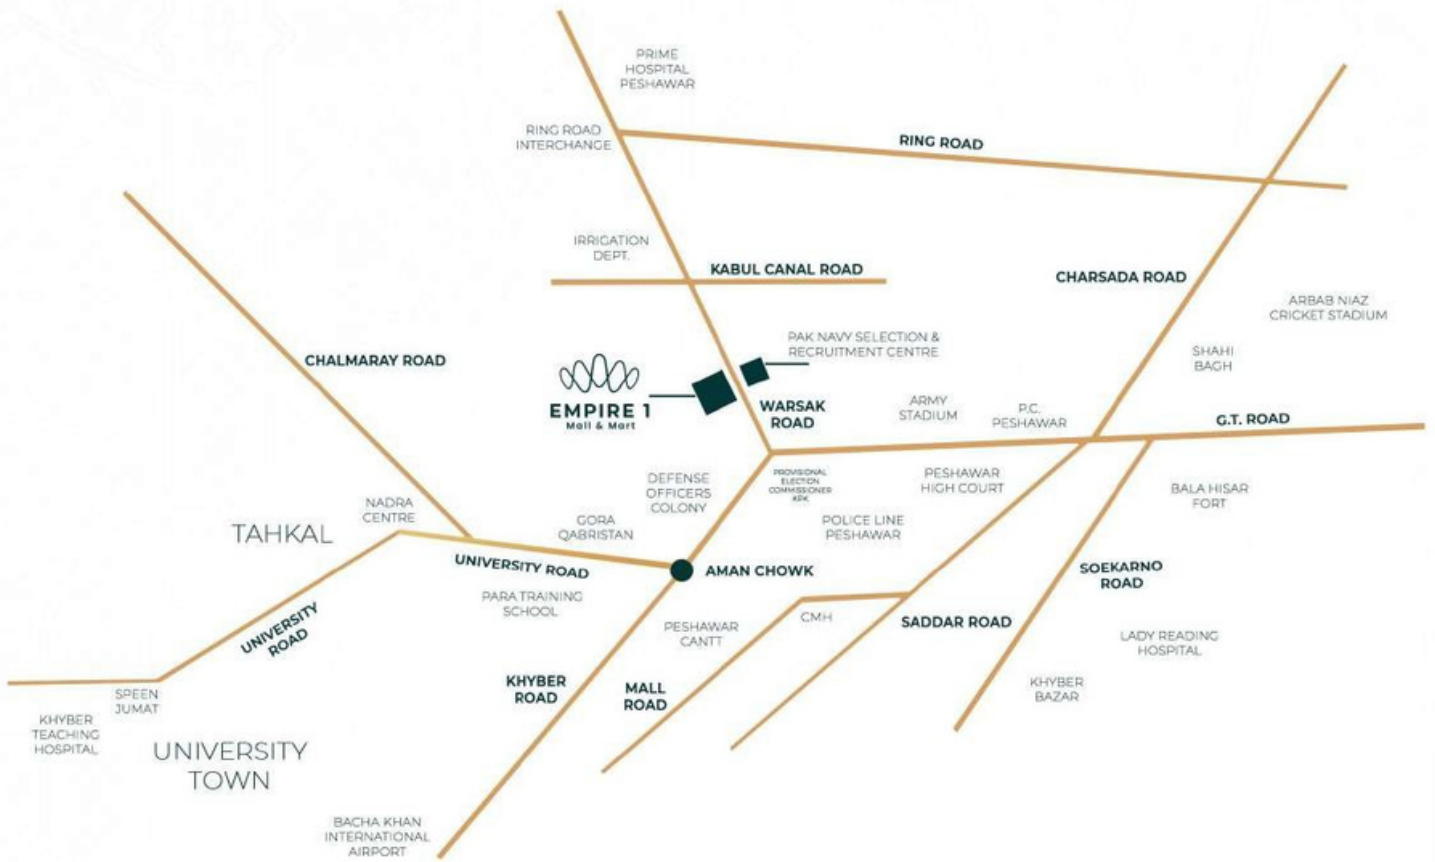 PRIME
HOSPITAL
PESHAWAR
RING ROAD
INTERCHANGE
RING ROAD
IRRIGATION
DEPT.
KABUL CANAL ROAD
CHARSADA ROAD
ARBAB NIAZ
CRICKET STADIUM
PAK NAVY SELECTION &
RECRUITMENT CENTRE
SHAHI
BAGH
CHALMARAY ROAD
EMPIRE 1
Mall & Mart
WARSAK
ROAD
ARMY
STADIUM
P.C.
PESHAWAR
G.T. ROAD
DEFENSE
OFFICERS
COLONY
PROVISIONAL
ELECTION
COMMISSIONER
KPK
PESHAWAR
HIGH COURT
BALA HISAR
FORT
NADRA
CENTRE
TAHKAL
GORA
QABRISTAN
POLICE LINE
PESHAWAR
UNIVERSITY ROAD
AMAN CHOWK
SOEKARNO
ROAD
PARA TRAINING
SCHOOL
UNIVERSITY
ROAD
PESHAWAR
CANTT
CMH
SADDAR ROAD
LADY READING
HOSPITAL
KHYBER
ROAD
MALL
ROAD
KHYBER
BAZAR
SPEEN
JUMAT
KHYBER
TEACHING
HOSPITAL
UNIVERSITY
TOWN
BACHA KHAN
INTERNATIONAL
AIRPORT